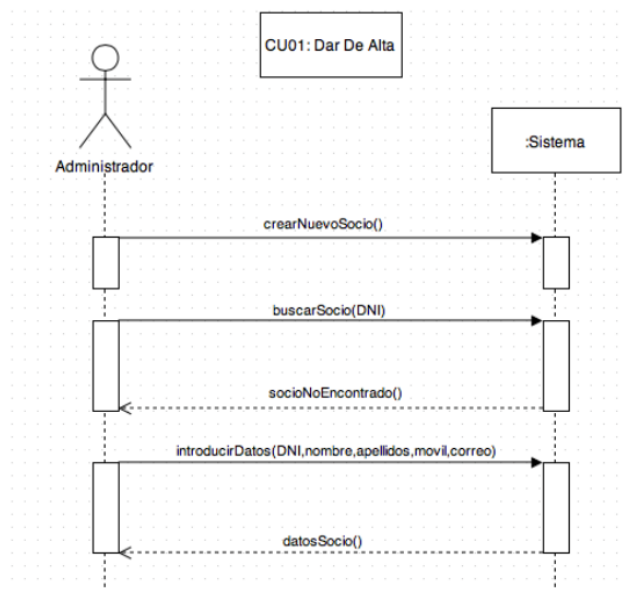 CU01: Dar De Alta
Administrador
:Sistema
crearNuevoSocio()
buscarSocio(DNI)
socioNoEncontrado()
introducirDatos(DNI,nombre,apellidos,movil,correo)
datosSocio()